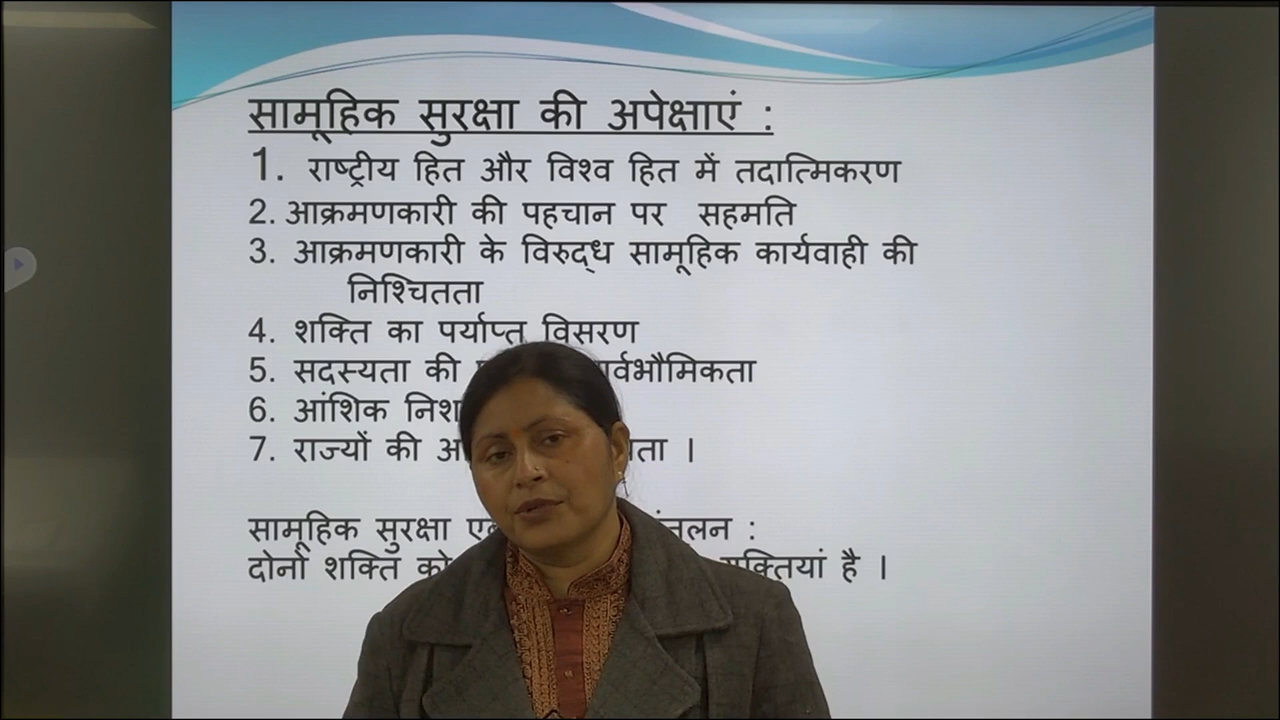 सामूहिक सुरक्षा की अपेक्षाएं :
1. राष्ट्रीय हित और विश्व हित में तदात्मिकरण
2. आक्रमणकारी की पहचान पर सहमति
3. आक्रमणकारी के विरुद्ध सामूहिक कार्यवाही की
निश्चितता
4. शक्ति का पर्याप्त विसरण
5. सदस्यता की
6. आंशिक
7. राज्यों की
सामूहिक सुरक्षा :
दोनों शक्ति है ।